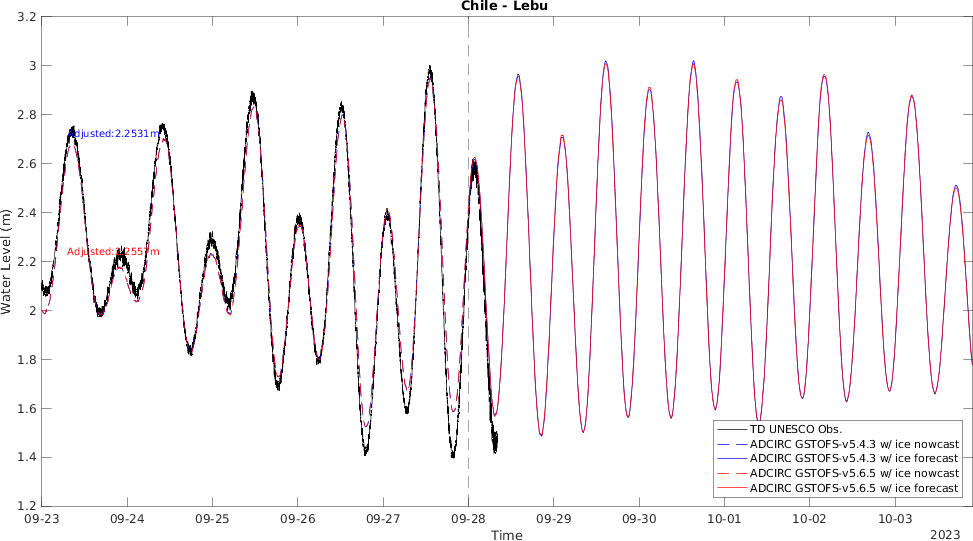 Chile - Lebu
3.2
3
2.8
2.6
2.4
2.2
2
1.8
1.6
1.4
1.2
Water Level (m)
Adjusted:2.2531m
TD UNESCO Obs.
ADCIRC GSTOFS-v5.4.3 w/ ice nowcast
ADCIRC GSTOFS-v5.4.3 w/ ice forecast
ADCIRC GSTOFS-v5.6.5 w/ ice nowcast
ADCIRC GSTOFS-v5.6.5 w/ ice forecast
09-23 09-24 09-25 09-26 09-27 09-28 09-29 09-30 10-01 10-02 10-03
Time
2023